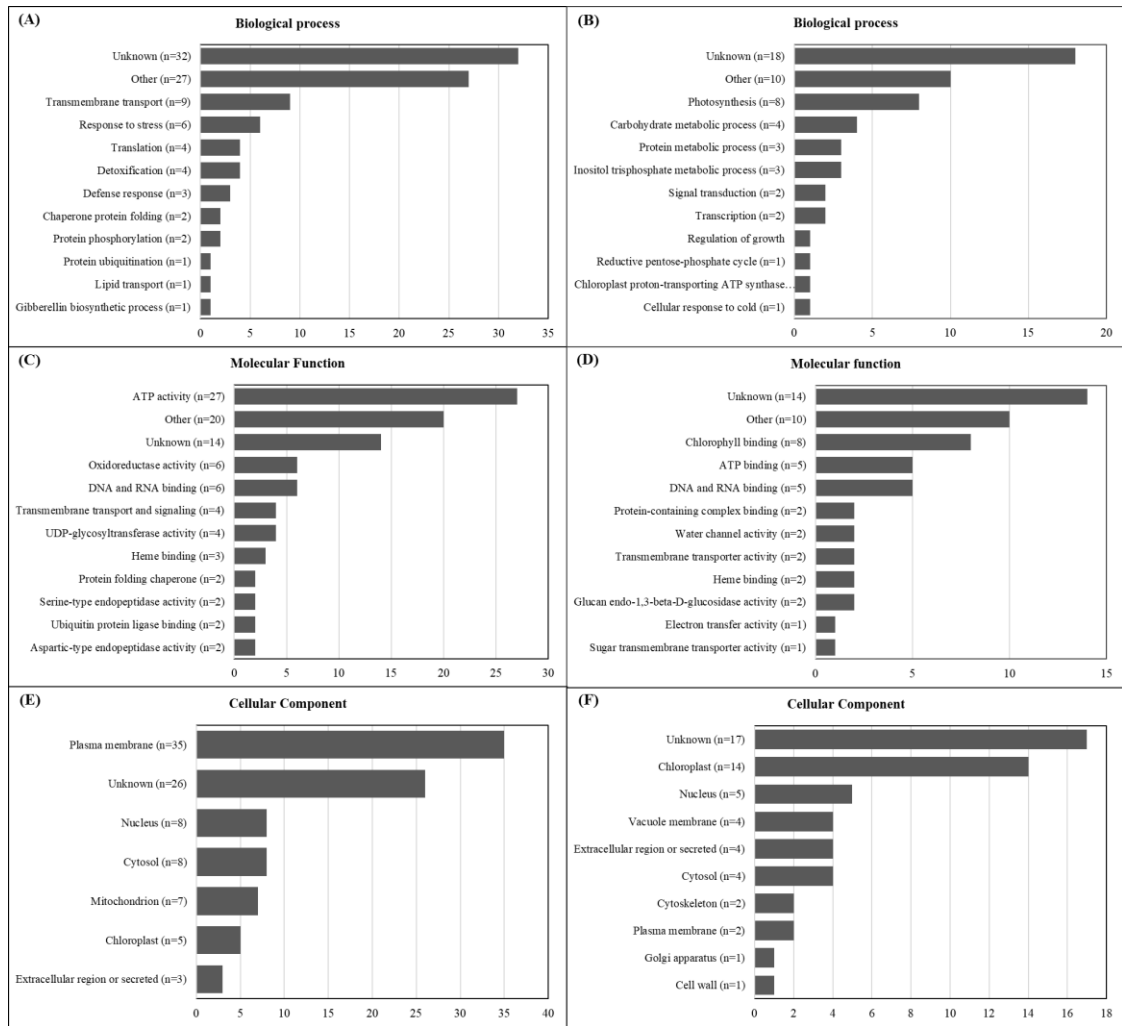 (A)
Biological process
Unknown (n=32)
Other (n=27)
Transmembrane transport (n=9)
Response to stress (n=6)
Translation (n=4)
Detoxification (n=4)
Defense response (n=3)
Chaperone protein folding (n=2)
Protein phosphorylation (n=2)
Protein ubiquitination (n=1)
Lipid transport (n=1)
Gibberellin biosynthetic process (n=1)
0 5 10 15 20 25 30 35
(B)
Biological process
Unknown (n=18)
Other (n=10)
Photosynthesis (n=8)
Carbohydrate metabolic process (n=4)
Protein metabolic process (n=3)
Inositol trisphosphate metabolic process (n=3)
Signal transduction (n=2)
Transcription (n=2)
Regulation of growth
Reductive pentose-phosphate cycle (n=1)
Chloroplast proton-transporting ATP synthase…
Cellular response to cold (n=1)
0 5 10 15 20
(C)
Molecular Function
ATP activity (n=27)
Other (n=20)
Unknown (n=14)
Oxidoreductase activity (n=6)
DNA and RNA binding (n=6)
Transmembrane transport and signaling (n=4)
UDP-glycosyltransferase activity (n=4)
Heme binding (n=3)
Protein folding chaperone (n=2)
Serine-type endopeptidase activity (n=2)
Ubiquitin protein ligase binding (n=2)
Aspartic-type endopeptidase activity (n=2)
0 5 10 15 20 25 30
(D)
Molecular function
Unknown (n=14)
Other (n=10)
Chlorophyll binding (n=8)
ATP binding (n=5)
DNA and RNA binding (n=5)
Protein-containing complex binding (n=2)
Water channel activity (n=2)
Transmembrane transporter activity (n=2)
Heme binding (n=2)
Glucan endo-1,3-beta-D-glucosidase activity (n=2)
Electron transfer activity (n=1)
Sugar transmembrane transporter activity (n=1)
0 5 10 15
(E)
Cellular Component
Plasma membrane (n=35)
Unknown (n=26)
Nucleus (n=8)
Cytosol (n=8)
Mitochondrion (n=7)
Chloroplast (n=5)
Extracellular region or secreted (n=3)
0 5 10 15 20 25 30 35 40
(F)
Cellular Component
Unknown (n=17)
Chloroplast (n=14)
Nucleus (n=5)
Vacuole membrane (n=4)
Extracellular region or secreted (n=4)
Cytosol (n=4)
Cytoskeleton (n=2)
Plasma membrane (n=2)
Golgi apparatus (n=1)
Cell wall (n=1)
0 2 4 6 8 10 12 14 16 18